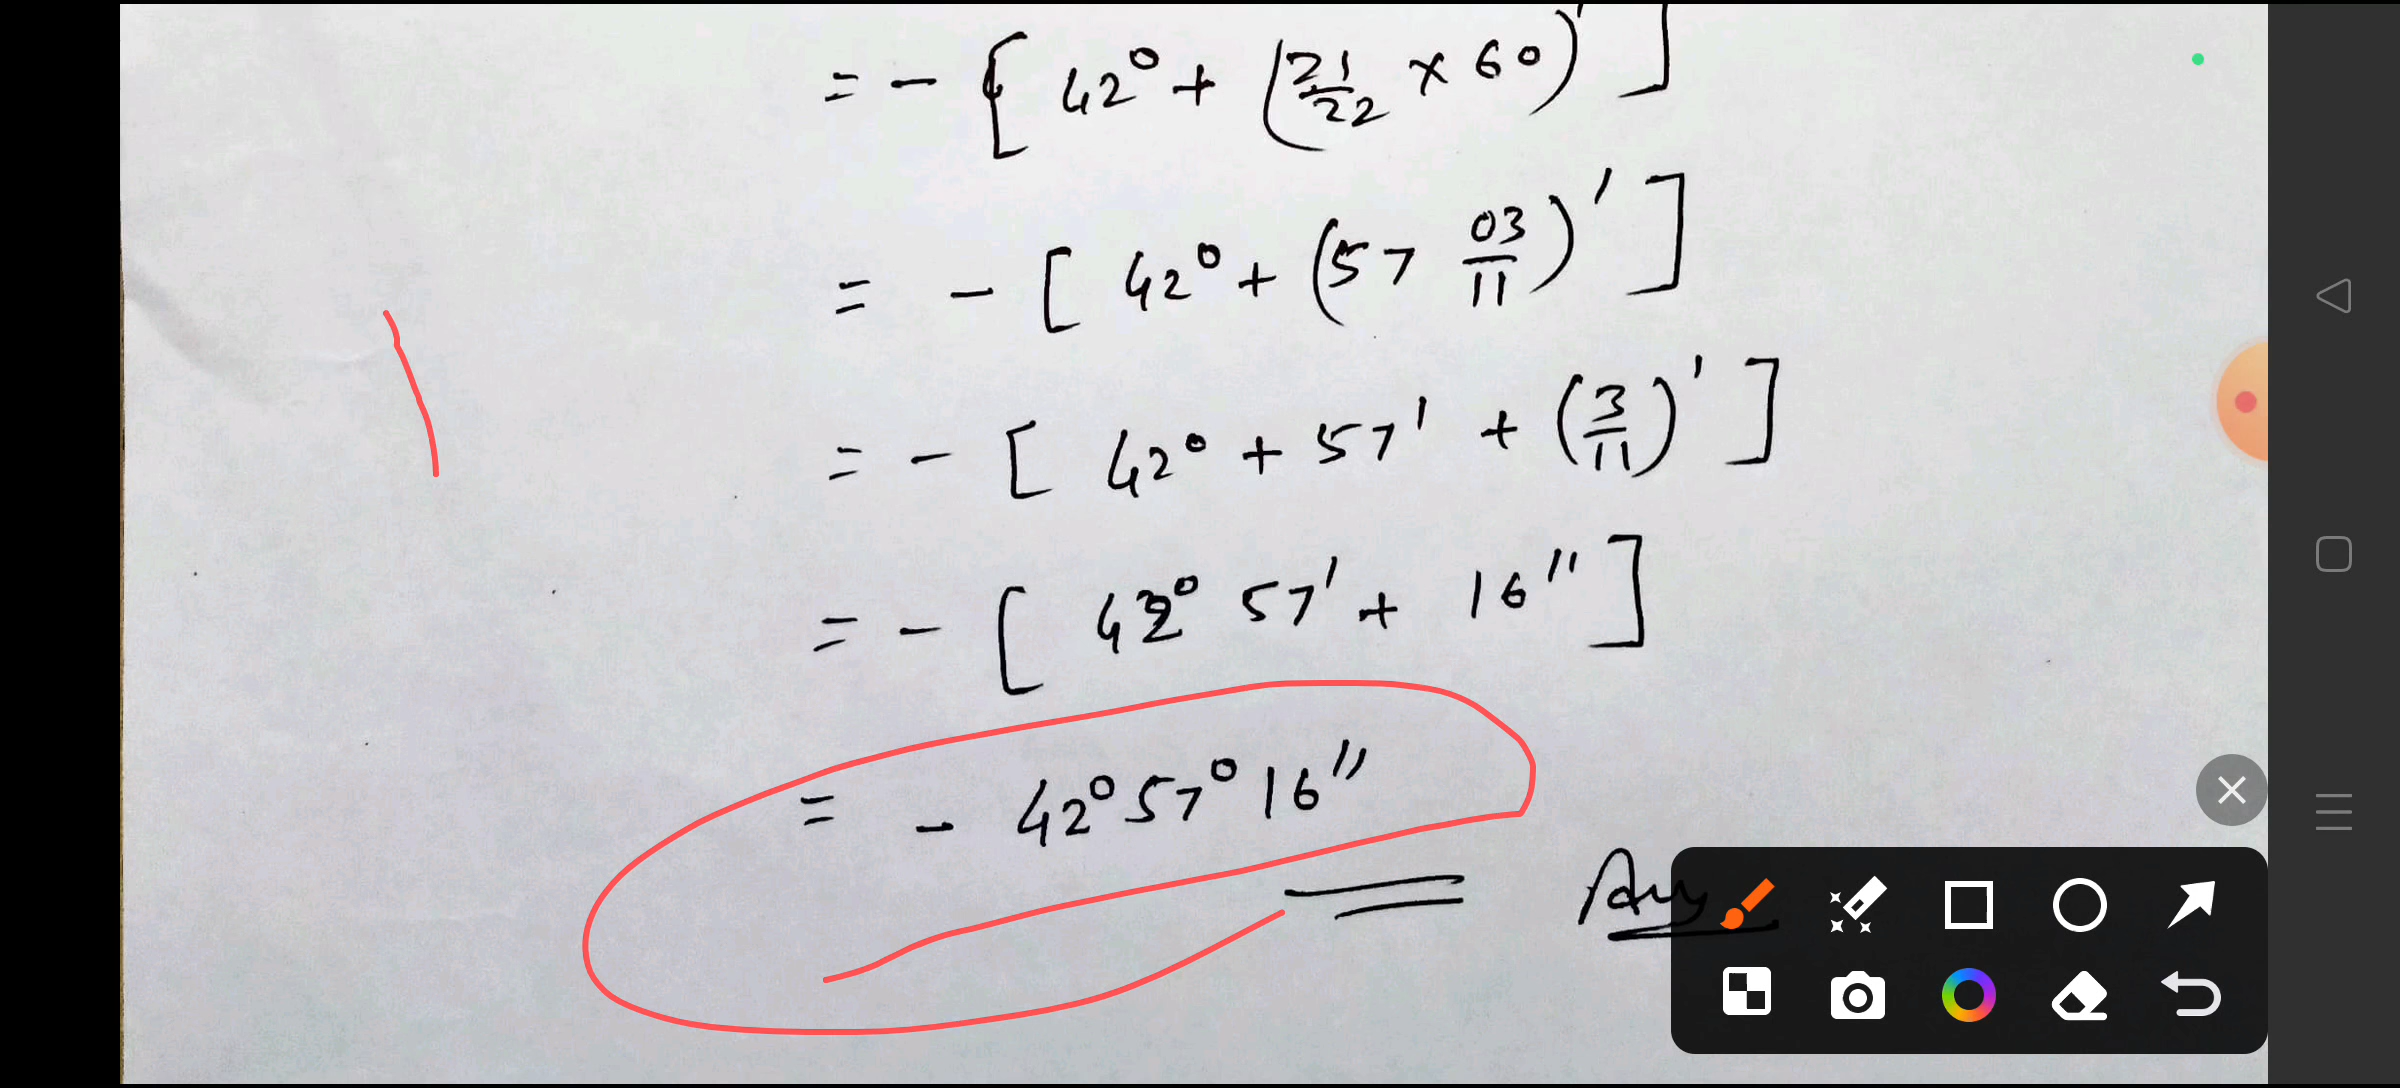 = - [ 42° + (21/22 × 60)' ]
= - [ 42° + (57 03/11)' ]
= - [ 42° + 57' + (3/11)' ]
= - [ 42° 57' + 16" ]
= - 42° 57° 16"
Ans